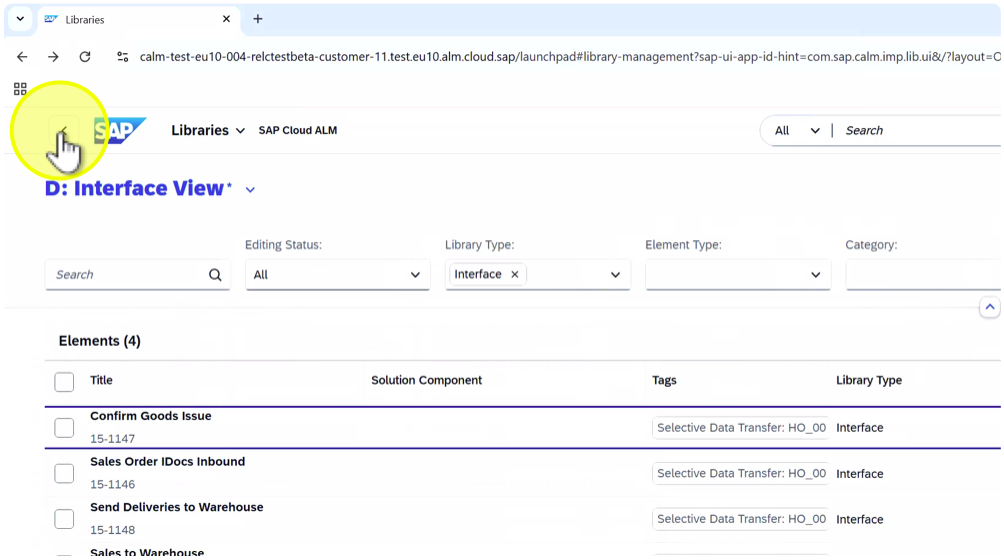 Libraries
calm-test-eu10-004-relctestbeta-customer-11.test.eu10.alm.cloud.sap/launchpad#library-management?sap-ui-app-id-hint=com.sap.calm.imp.lib.ui&/?layout=O
SAP Libraries SAP Cloud ALM All Search
D: Interface View*
Editing Status: Library Type: Element Type: Category:
Search All Interface
Elements (4)
Title Solution Component Tags Library Type
Confirm Goods Issue
15-1147 Selective Data Transfer: HO_00 Interface
Sales Order IDocs Inbound
15-1146 Selective Data Transfer: HO_00 Interface
Send Deliveries to Warehouse
15-1148 Selective Data Transfer: HO_00 Interface
Sales to Warehouse